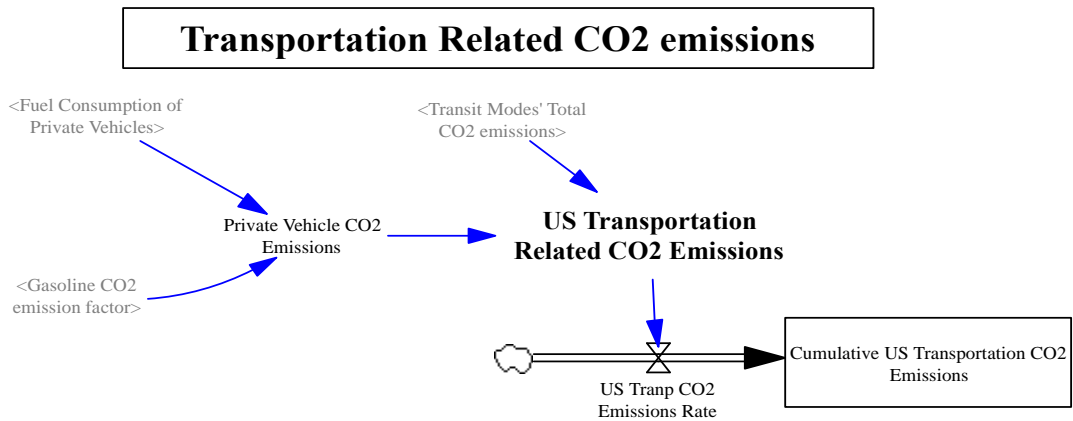 Transportation Related CO2 emissions
<Fuel Consumption of
Private Vehicles>
<Transit Modes' Total
CO2 emissions>
Private Vehicle CO2
Emissions
US Transportation
Related CO2 Emissions
<Gasoline CO2
emission factor>
Cumulative US Transportation CO2
Emissions
US Tranp CO2
Emissions Rate